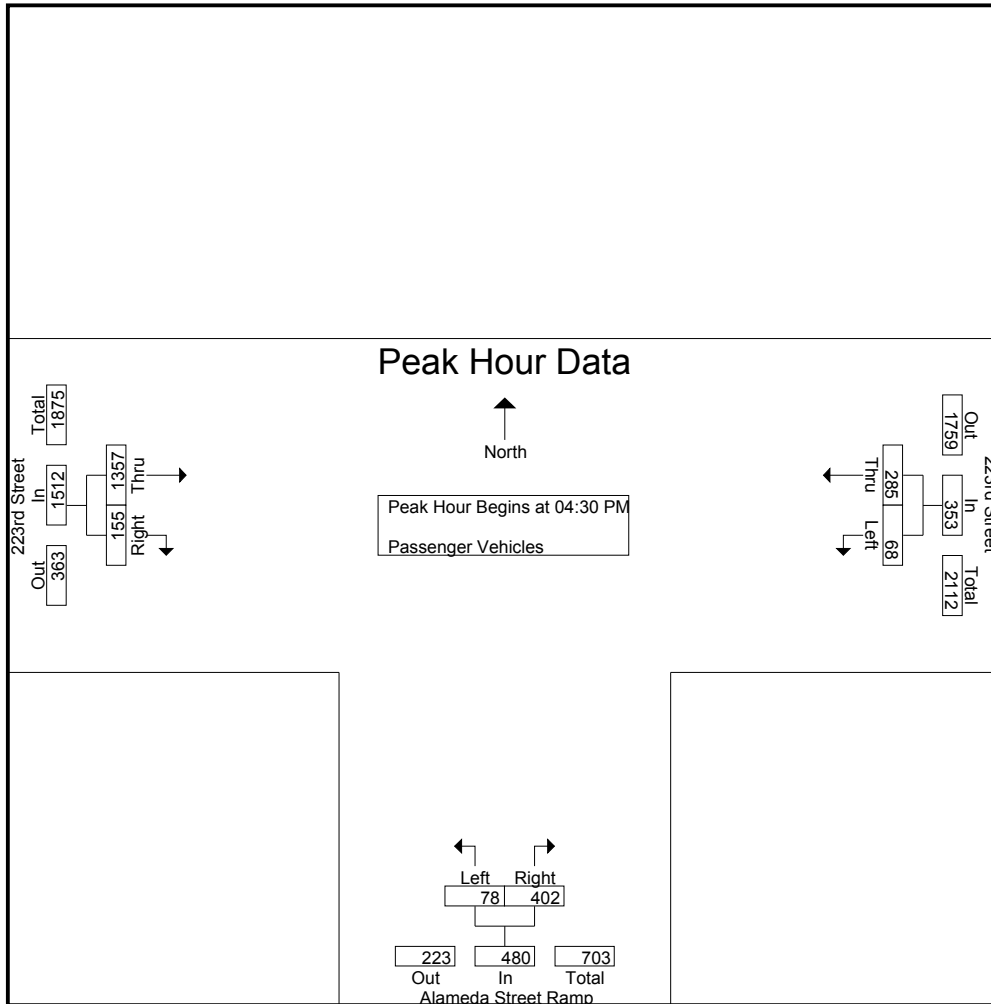 Peak Hour Data
North
Peak Hour Begins at 04:30 PM
Passenger Vehicles
223rd Street
Total
1875
In
1512
Out
363
1357
Thru
155
Right
223rd Street
Out
1759
In
353
Total
2112
285
Thru
68
Left
Left Right
78 402
223 480 703
Out In Total
Alameda Street Ramp